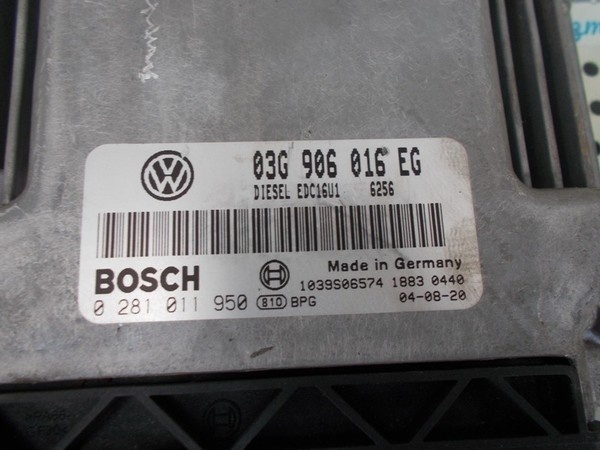 03G 906 016 EG
DIESEL EDC16U1 6256
BOSCH
Made in Germany
1039S06574 1883 0440
0 281 011 950 810 BPG
04-08-20